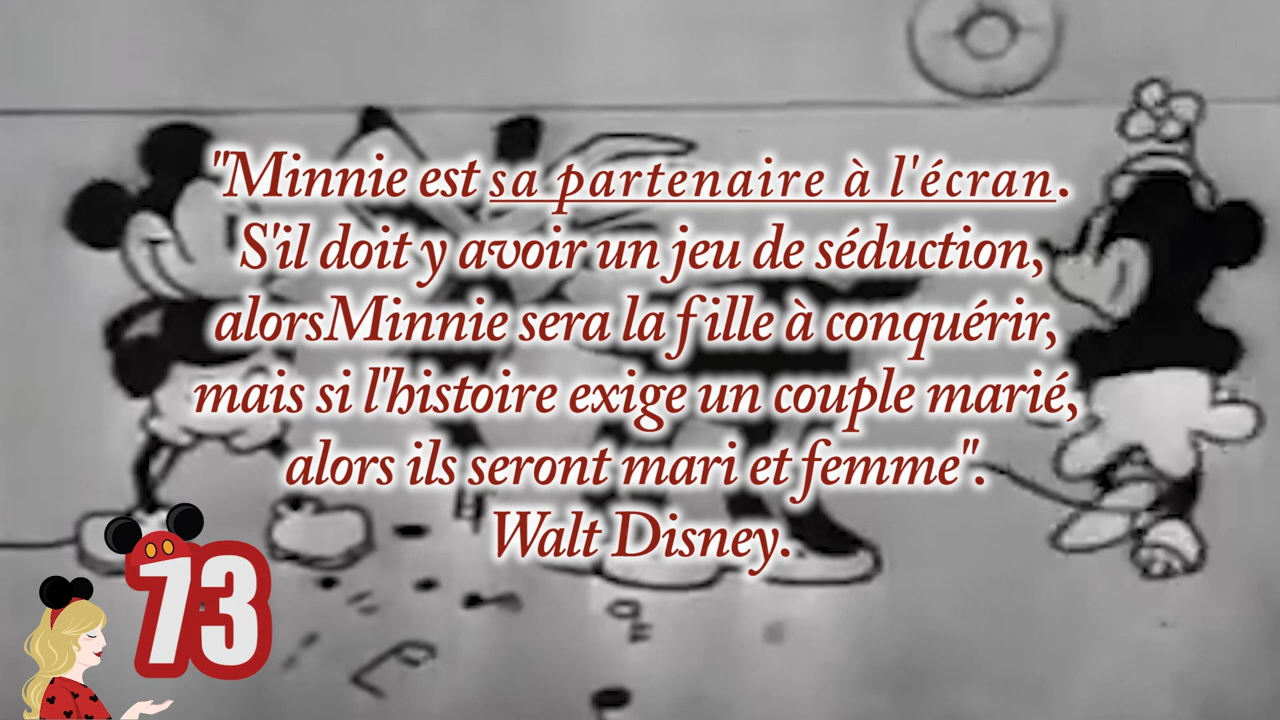 "Minnie est sa partenaire à l'écran.
S'il doit y avoir un jeu de séduction,
alorsMinnie sera la fille à conquérir,
mais si l'histoire exige un couple marié,
alors ils seront mari et femme".
Walt Disney.
73